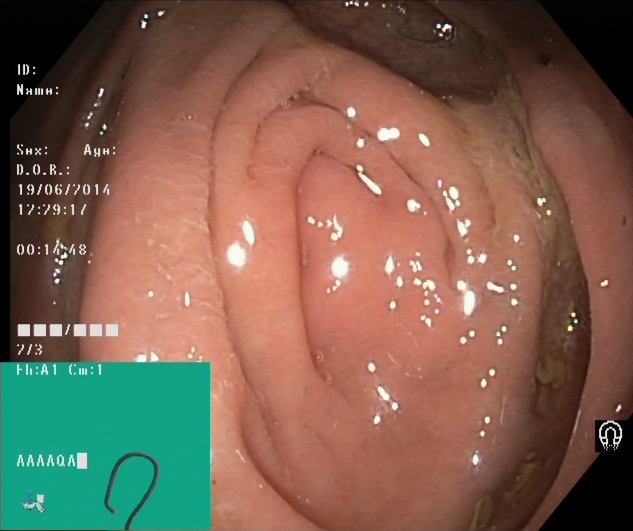 ID:
Name:
Sex: Age:
D.O.B.:
19/06/2014
12:29:17
00:14:48
/
2/3
Eh:A1 Cm:1
AAAAQA